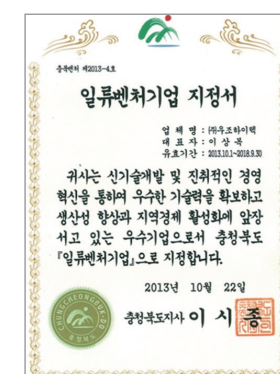 충북벤처 제2013-4호
일류벤처기업 지정서
업 체 명 : ㈜우조하이텍
대 표 자 : 이 상 목
유효기간 : 2013.10.1~2018.9.30
귀사는 신기술개발 및 진취적인 경영
혁신을 통하여 우수한 기술력을 확보하고
생산성 향상과 지역경제 활성화에 앞장
서고 있는 우수기업으로서 충청북도
『일류벤처기업』으로 지정합니다.
2013년 10월 22일
충청북도지사 이 시 종
CHUNGCHEONGBUK-DO
충청북도